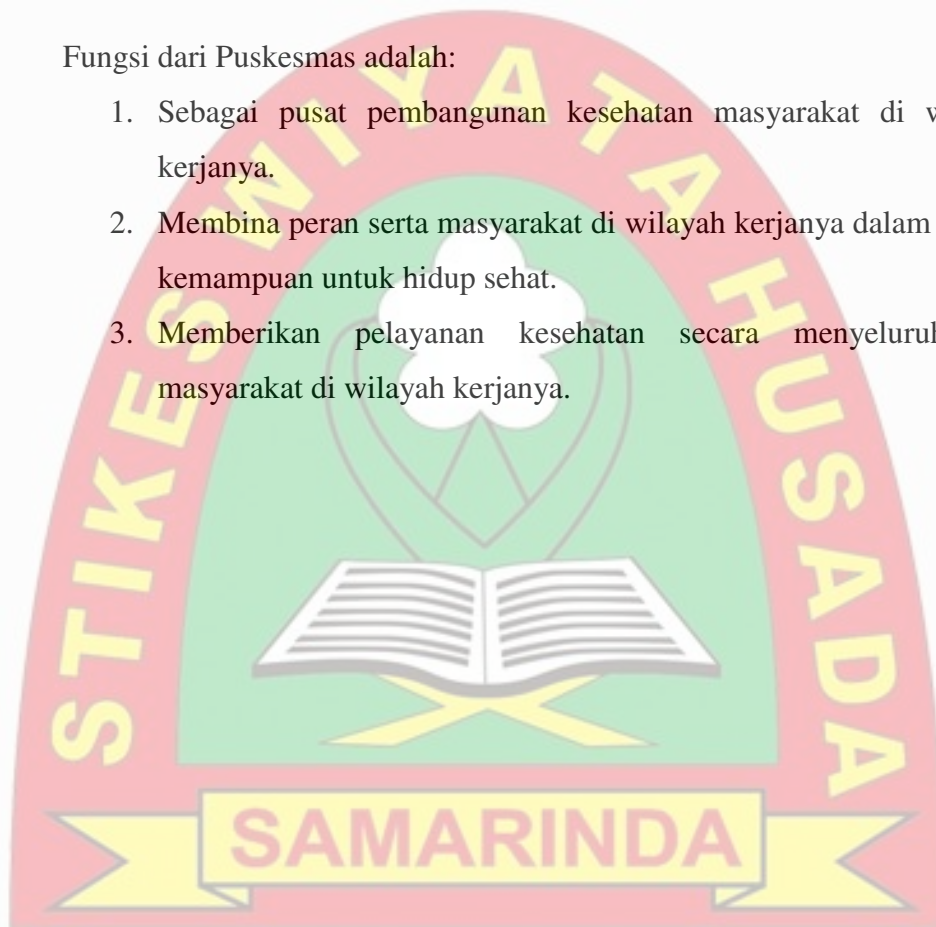 Fungsi dari Puskesmas adalah:
1. Sebagai pusat pembangunan kesehatan masyarakat di
kerjanya.
2. Membina peran serta masyarakat di wilayah kerjanya dalam
kemampuan untuk hidup sehat.
3. Memberikan pelayanan kesehatan secara menyeluruh
masyarakat di wilayah kerjanya.
STIKES WIYATA HUSADA
SAMARINDA